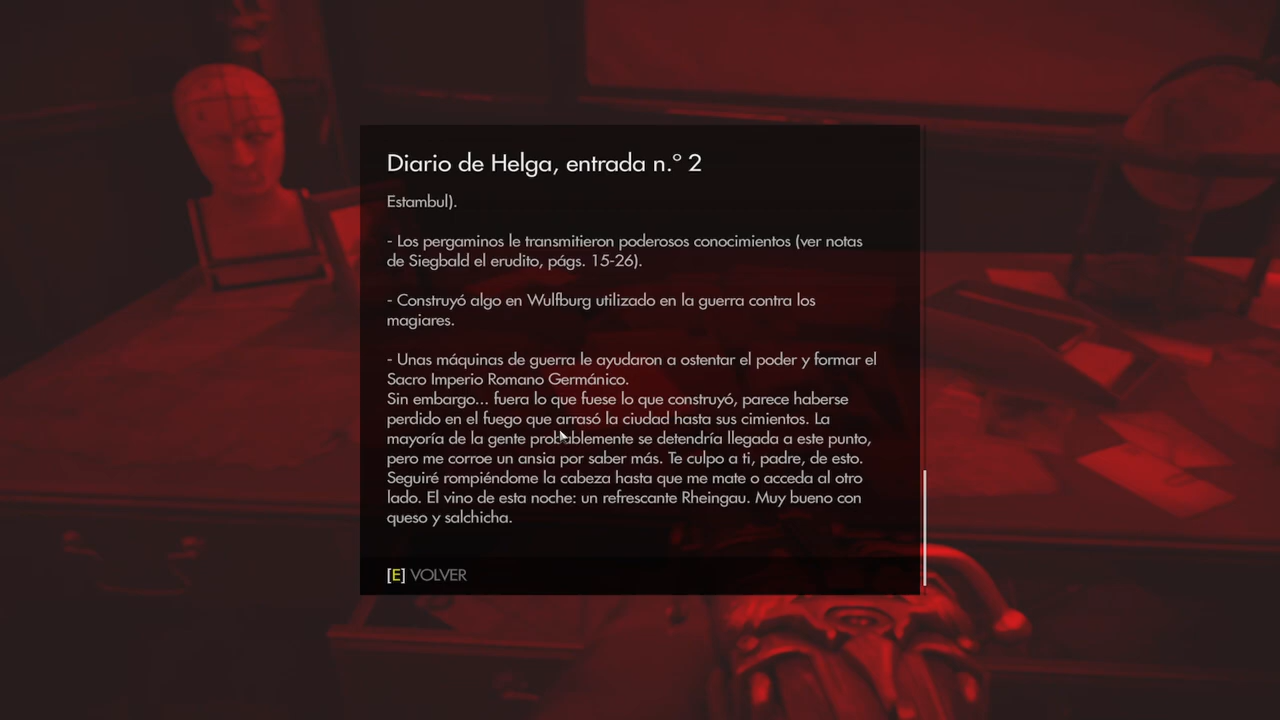 Diario de Helga, entrada n.º 2
Estambul).
- Los pergaminos le transmitieron poderosos conocimientos (ver notas
de Siegbald el erudito, págs. 15-26).
- Construyó algo en Wulfburg utilizado en la guerra contra los
magiares.
- Unas máquinas de guerra le ayudaron a ostentar el poder y formar el
Sacro Imperio Romano Germánico.
Sin embargo... fuera lo que fuese lo que construyó, parece haberse
perdido en el fuego que arrasó la ciudad hasta sus cimientos. La
mayoría de la gente probablemente se detendría llegada a este punto,
pero me corroe un ansia por saber más. Te culpo a ti, padre, de esto.
Seguiré rompiéndome la cabeza hasta que me mate o acceda al otro
lado. El vino de esta noche: un refrescante Rheingau. Muy bueno con
queso y salchicha.
[E] VOLVER